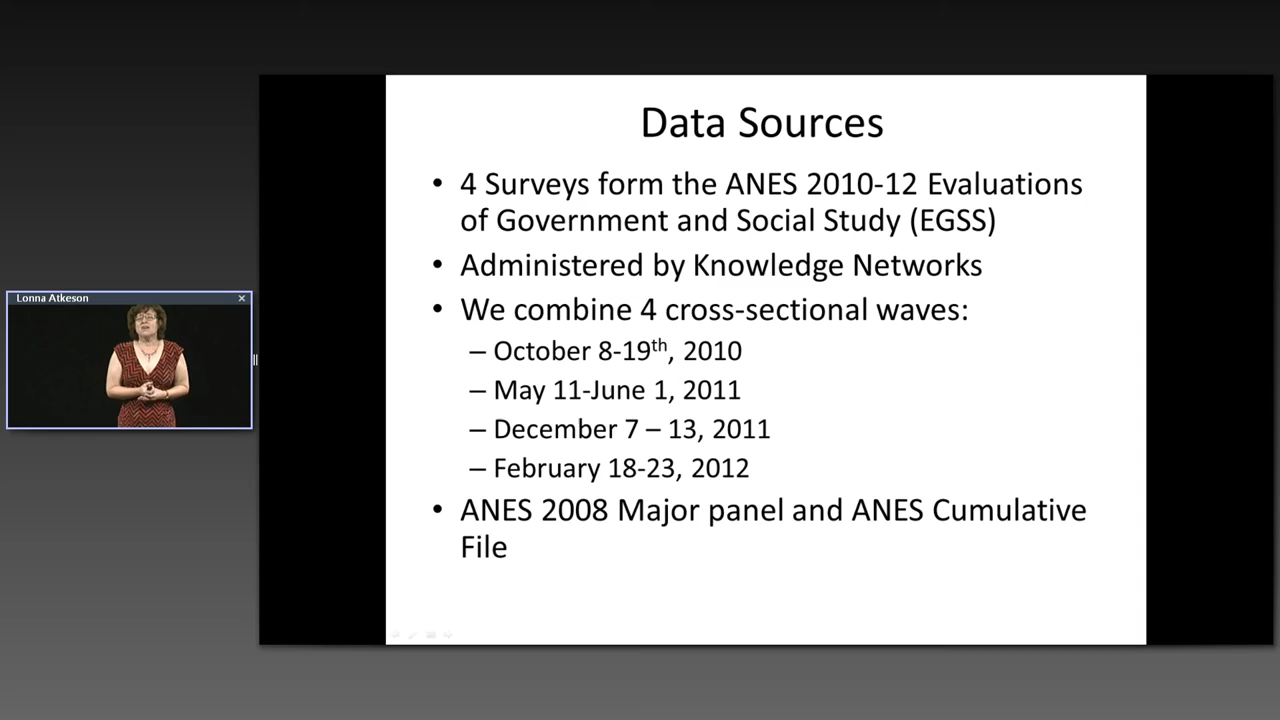 Data Sources
• 4 Surveys form the ANES 2010-12 Evaluations
of Government and Social Study (EGSS)
• Administered by Knowledge Networks
• We combine 4 cross-sectional waves:
– October 8-19th, 2010
– May 11-June 1, 2011
– December 7 – 13, 2011
– February 18-23, 2012
• ANES 2008 Major panel and ANES Cumulative
File
Lonna Atkeson